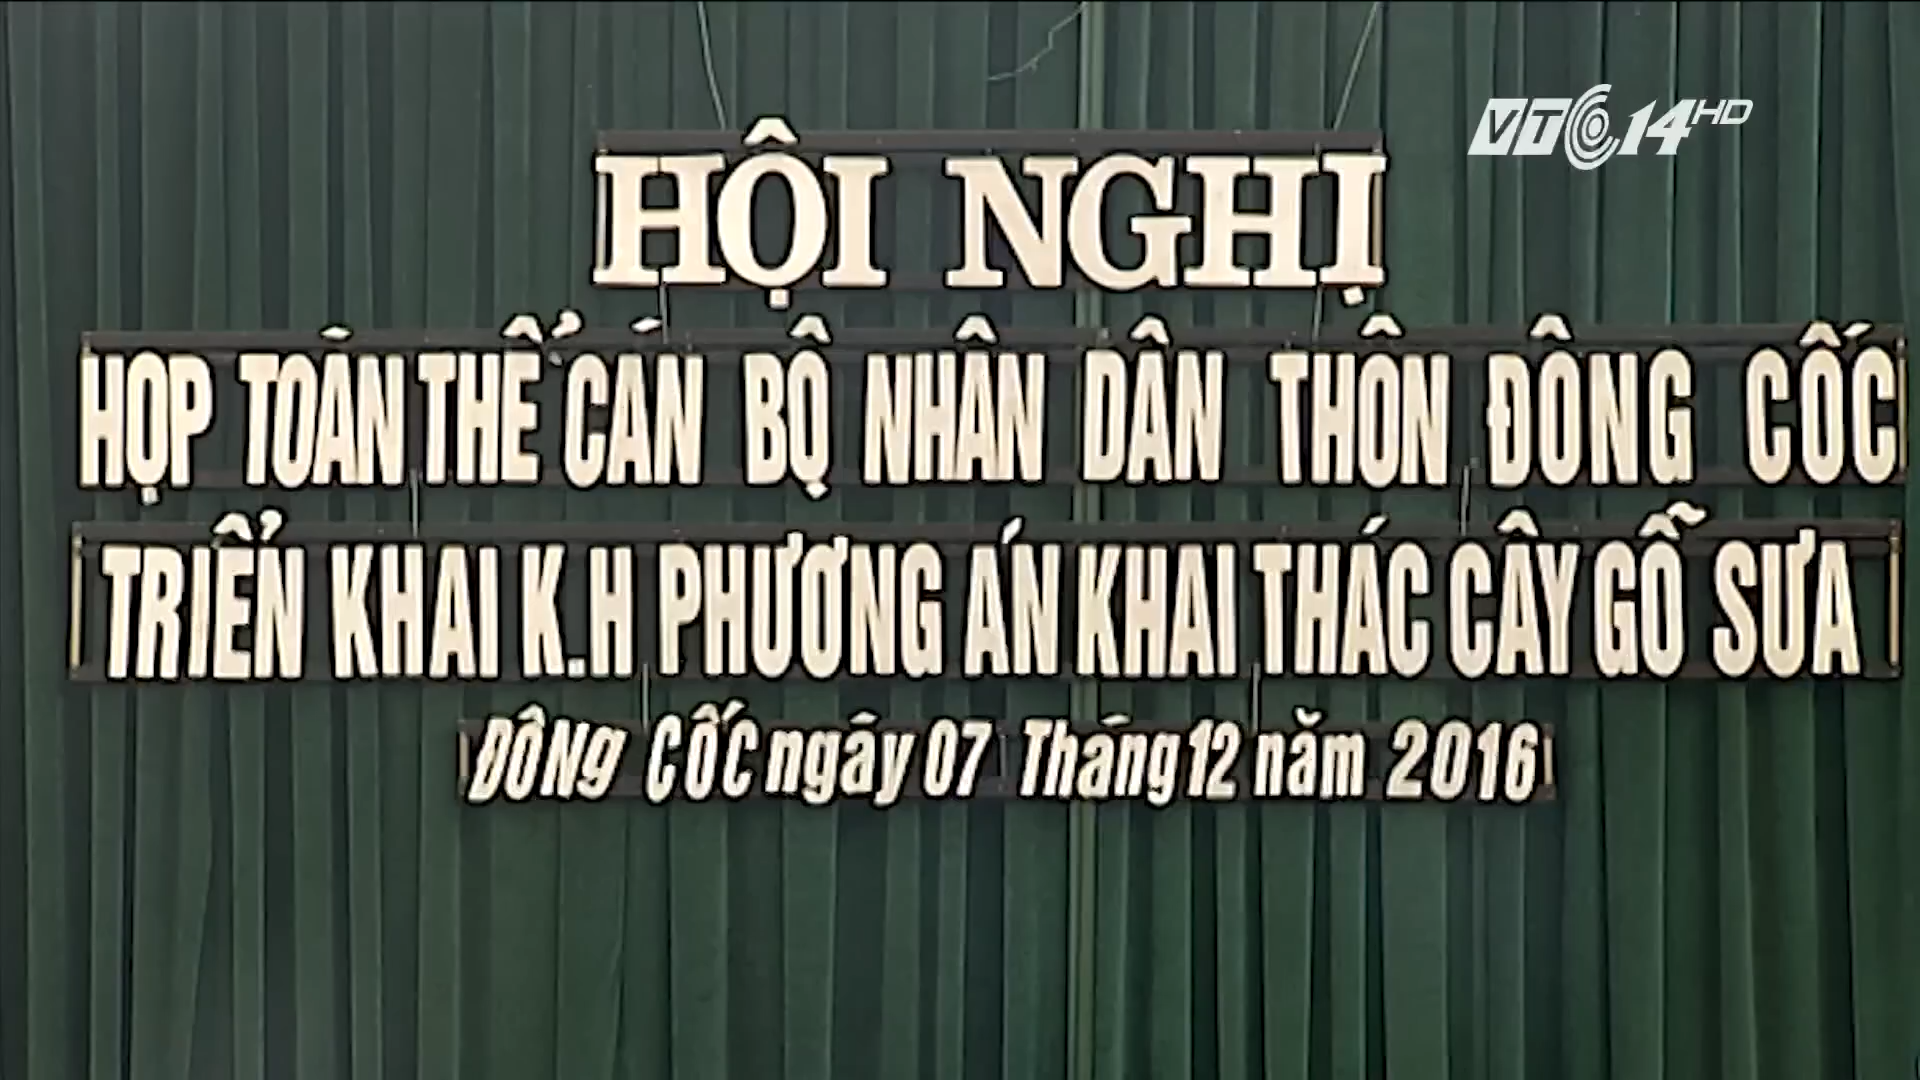 VTC14HD
HỘI NGHỊ
HỌP TOÀN THỂ CÁN BỘ NHÂN DÂN THÔN ĐÔNG CỐC
TRIỂN KHAI K.H PHƯƠNG ÁN KHAI THÁC CÂY GỖ SƯA
ĐÔNg CỐC ngày 07 Tháng 12 năm 2016